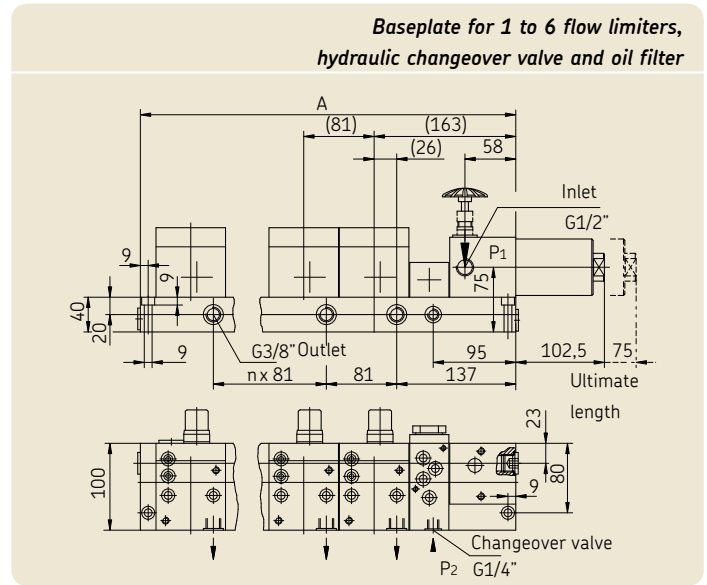 Baseplate for 1 to 6 flow limiters,
hydraulic changeover valve and oil filter
A
(81) (163)
(26) 58
Inlet
G1/2”
P1
9
9
75
40
20
9
G3/8” Outlet
95 102,5 75
n x 81 81 137
Ultimate
length
23
100
80
9
Changeover valve
P2 G1/4”